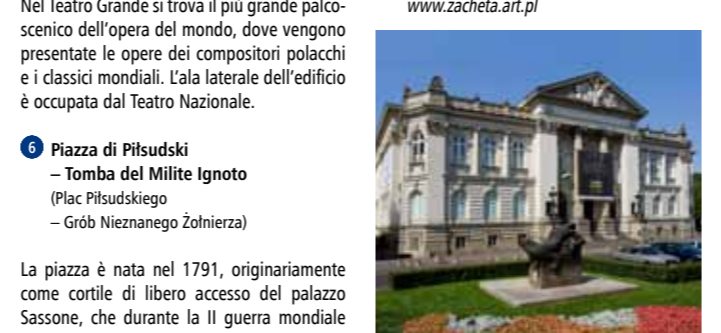 Nel Teatro Grande si trova il più grande palco-
scenico dell'opera del mondo, dove vengono
presentate le opere dei compositori polacchi
e i classici mondiali. L'ala laterale dell'edificio
è occupata dal Teatro Nazionale.
6 Piazza di Piłsudski
– Tomba del Milite Ignoto
(Plac Piłsudskiego
– Grób Nieznanego Żołnierza)
La piazza è nata nel 1791, originariamente
come cortile di libero accesso del palazzo
Sassone, che durante la II guerra mondiale
www.zacheta.art.pl